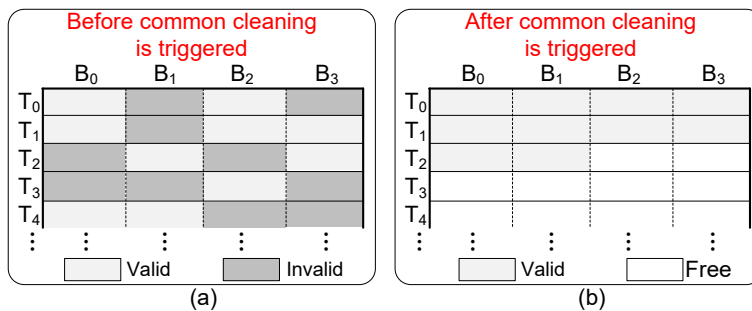 Before common cleaning
is triggered
B0 B1 B2 B3
T0
T1
T2
T3
T4
⋮ ⋮ ⋮ ⋮ ⋮
Valid Invalid
(a)
After common cleaning
is triggered
B0 B1 B2 B3
T0
T1
T2
T3
T4
⋮ ⋮ ⋮ ⋮ ⋮
Valid Free
(b)